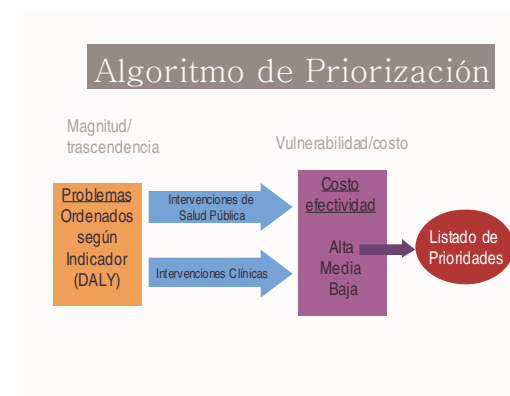 Algoritmo de Priorización
Magnitud/
trascendencia
Vulnerabilidad/costo
Problemas
Ordenados
según
Indicador
(DALY)
Intervenciones de
Salud Pública
Intervenciones Clínicas
Costo
efectividad
Alta
Media
Baja
Listado de
Prioridades